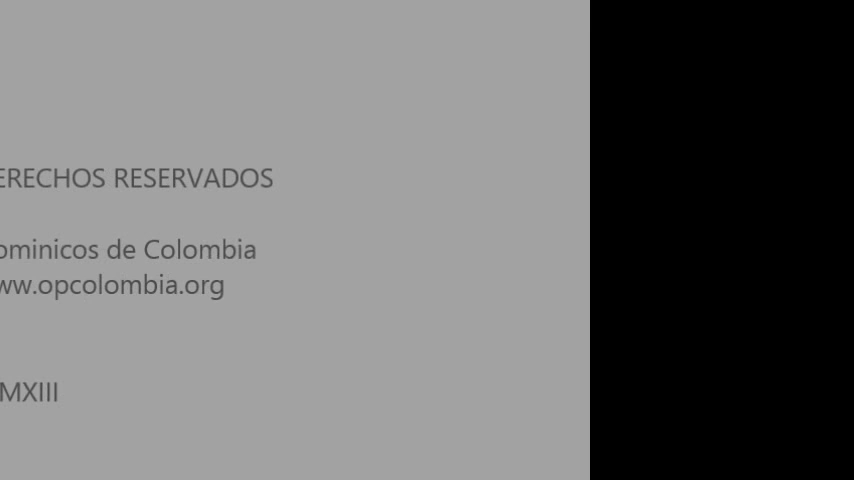 ERECHOS RESERVADOS
ominicos de Colombia
ww.opcolombia.org
MXIII